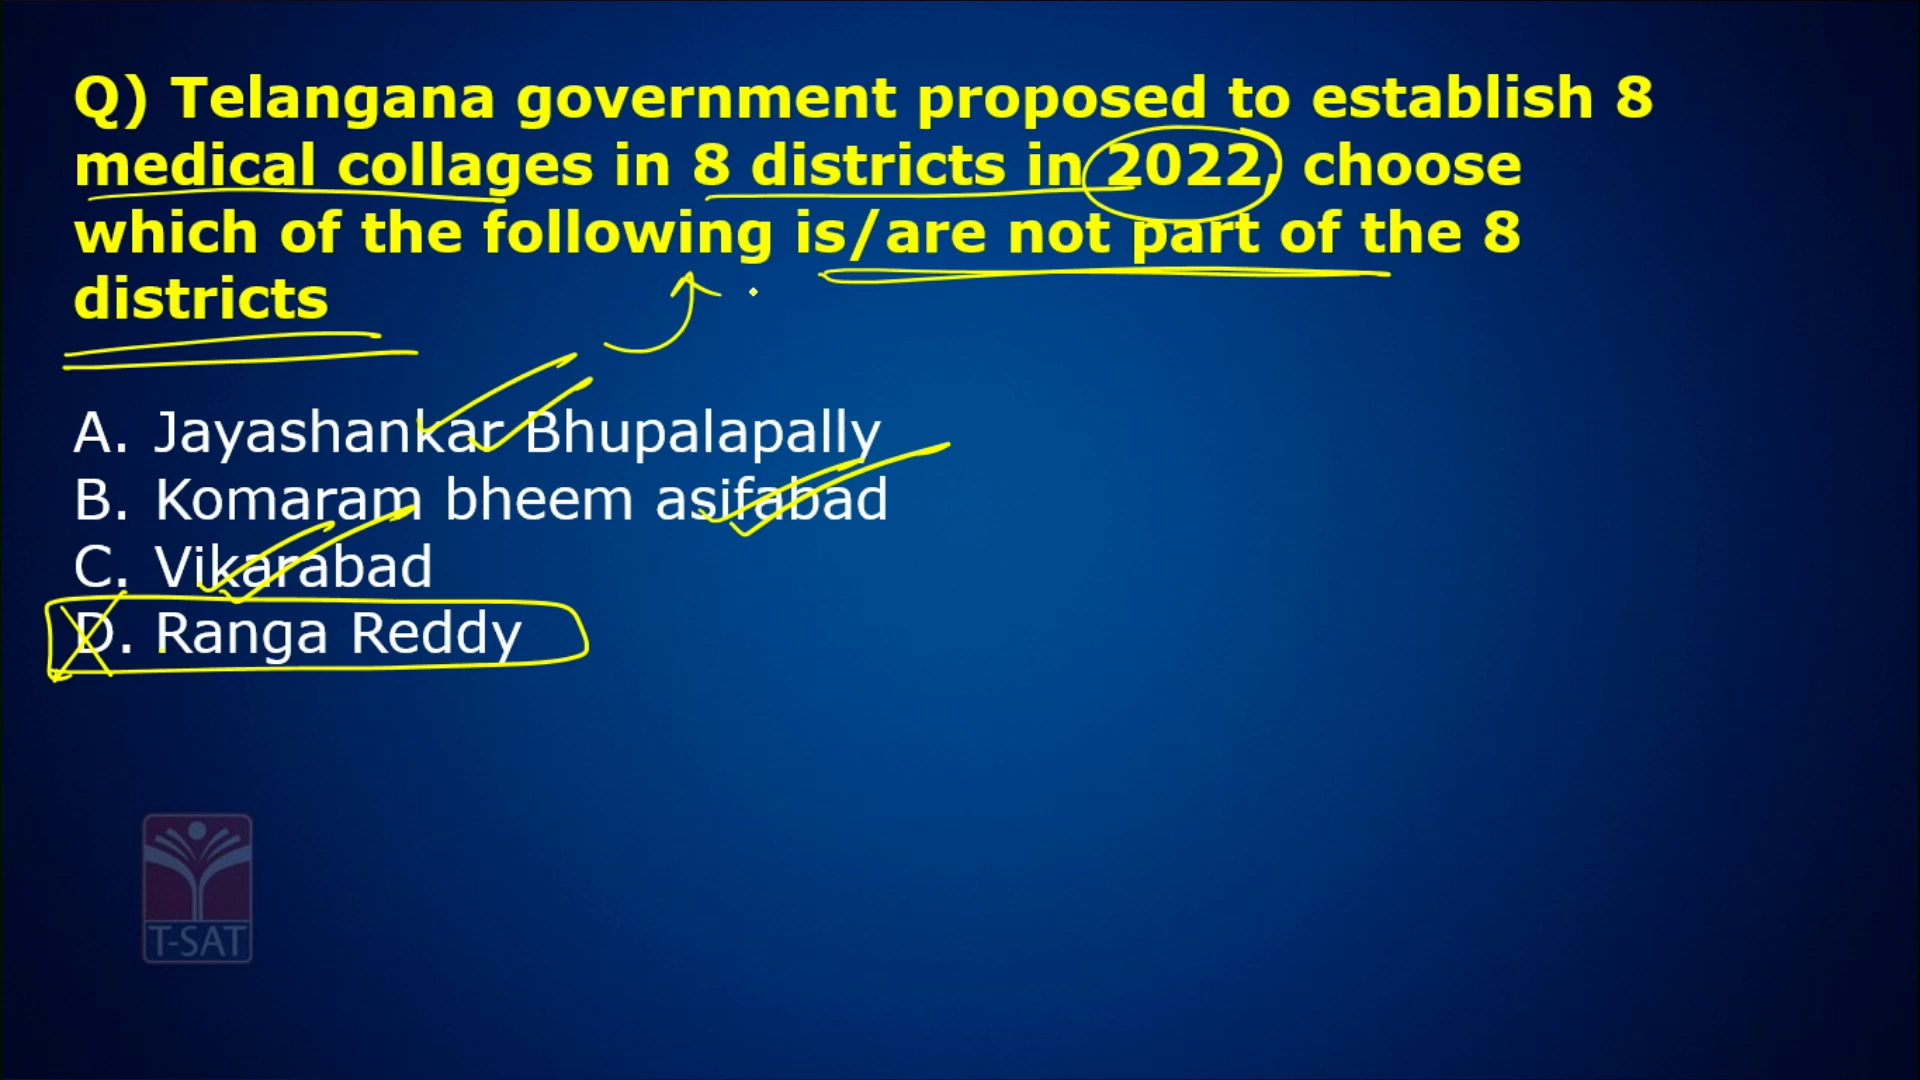 Q) Telangana government proposed to establish 8
medical collages in 8 districts in 2022, choose
which of the following is/are not part of the 8
districts
A. Jayashankar Bhupalapally
B. Komaram bheem asifabad
C. Vikarabad
D. Ranga Reddy
T-SAT